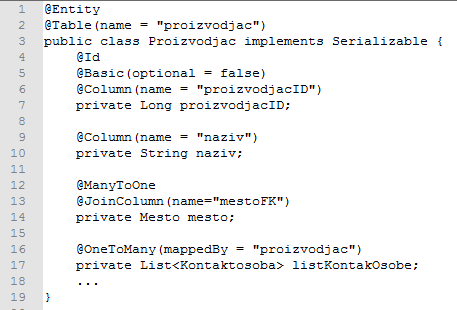 1 @Entity
2 @Table(name = "proizvodjac")
3 public class Proizvodjac implements Serializable {
4     @Id
5     @Basic(optional = false)
6     @Column(name = "proizvodjacID")
7     private Long proizvodjacID;
8
9     @Column(name = "naziv")
10     private String naziv;
11
12     @ManyToOne
13     @JoinColumn(name="mestoFK")
14     private Mesto mesto;
15
16     @OneToMany(mappedBy = "proizvodjac")
17     private List<Kontaktosoba> listKontakOsobe;
18     ...
19 }